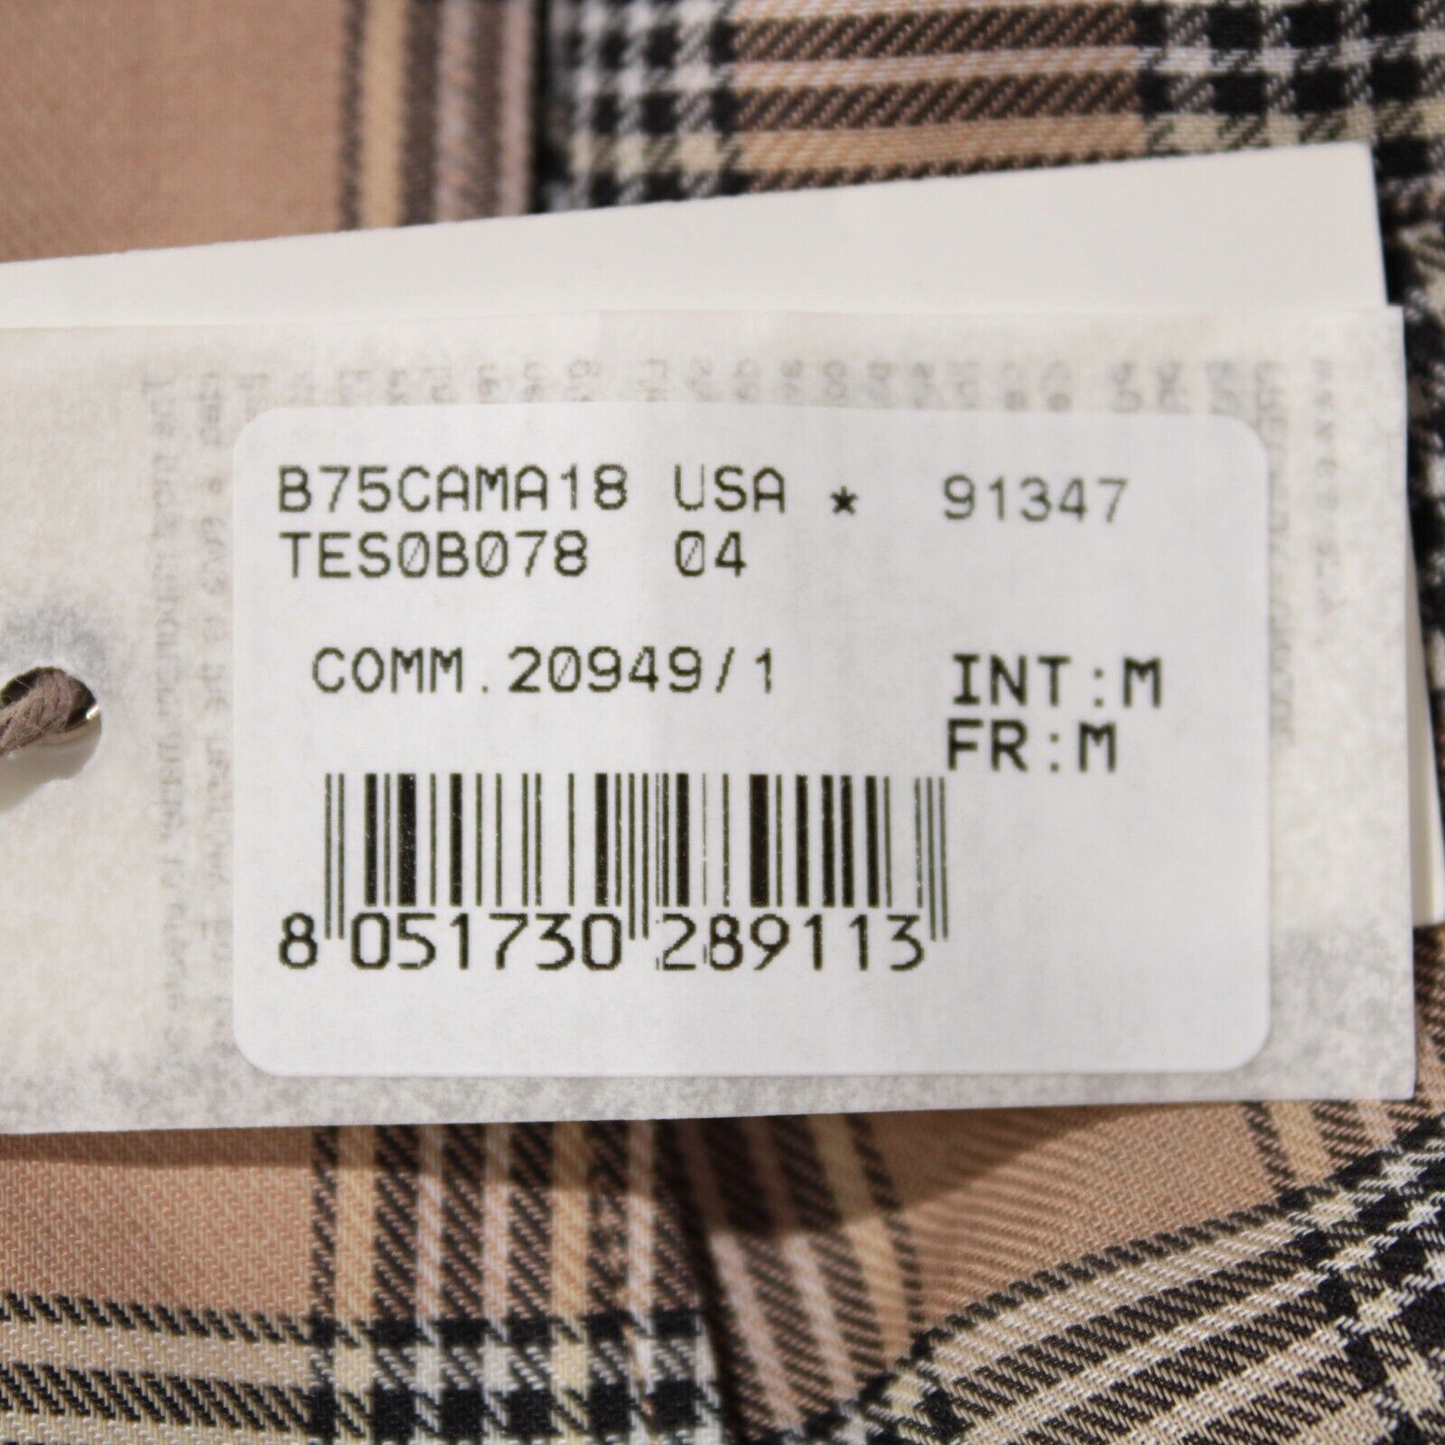 B75CAMA18 USA * 91347
TES0B078 04
COMM.20949/1
INT:M
FR:M
8 051730 289113